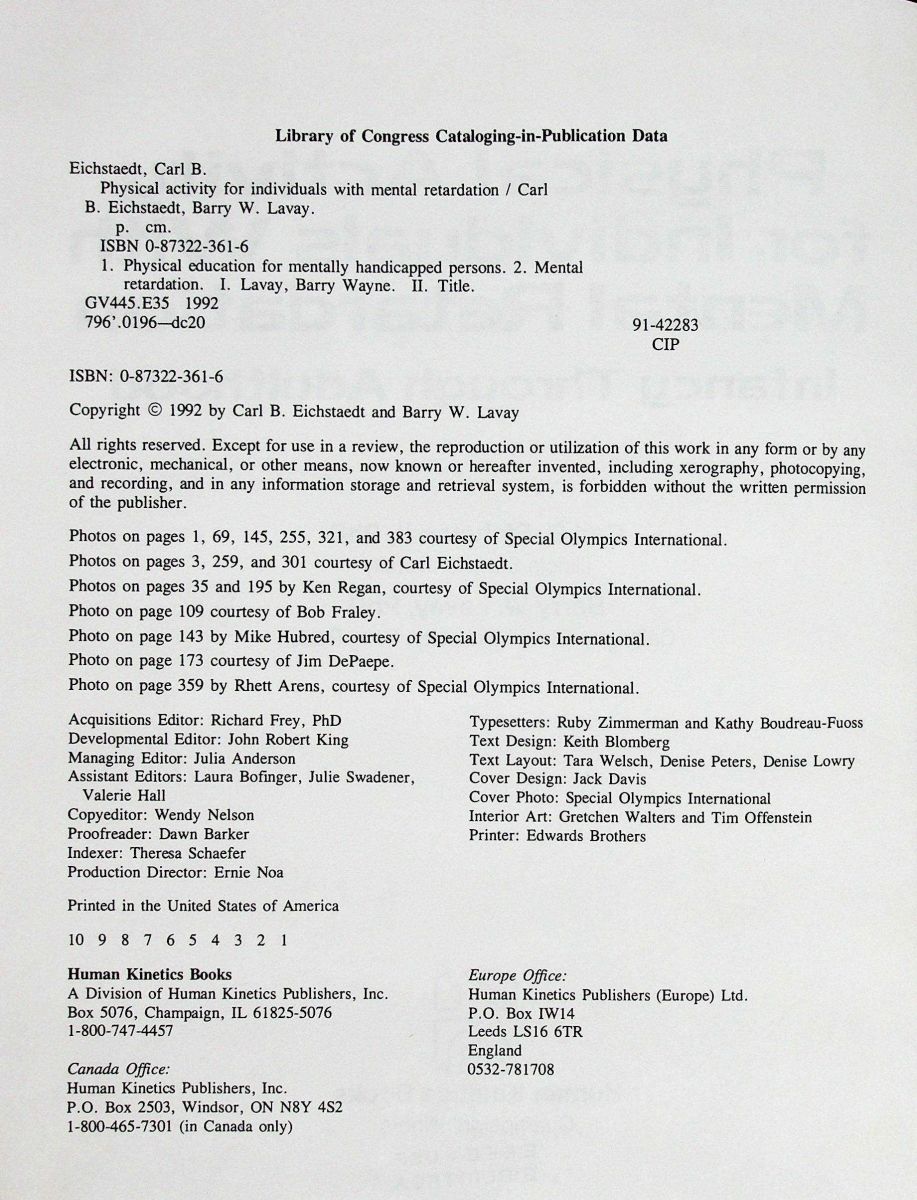 Library of Congress Cataloging-in-Publication Data
Eichstaedt, Carl B.
Physical activity for individuals with mental retardation / Carl
B. Eichstaedt, Barry W. Lavay.
p. cm.
ISBN 0-87322-361-6
1. Physical education for mentally handicapped persons. 2. Mental
retardation. I. Lavay, Barry Wayne. II. Title.
GV445.E35 1992
796'.0196—dc20 91-42283
CIP
ISBN: 0-87322-361-6
Copyright © 1992 by Carl B. Eichstaedt and Barry W. Lavay
All rights reserved. Except for use in a review, the reproduction or utilization of this work in any form or by any
electronic, mechanical, or other means, now known or hereafter invented, including xerography, photocopying,
and recording, and in any information storage and retrieval system, is forbidden without the written permission
of the publisher.
Photos on pages 1, 69, 145, 255, 321, and 383 courtesy of Special Olympics International.
Photos on pages 3, 259, and 301 courtesy of Carl Eichstaedt.
Photos on pages 35 and 195 by Ken Regan, courtesy of Special Olympics International.
Photo on page 109 courtesy of Bob Fraley.
Photo on page 143 by Mike Hubred, courtesy of Special Olympics International.
Photo on page 173 courtesy of Jim DePaepe.
Photo on page 359 by Rhett Arens, courtesy of Special Olympics International.
Acquisitions Editor: Richard Frey, PhD
Developmental Editor: John Robert King
Managing Editor: Julia Anderson
Assistant Editors: Laura Bofinger, Julie Swadener,
Valerie Hall
Copyeditor: Wendy Nelson
Proofreader: Dawn Barker
Indexer: Theresa Schaefer
Production Director: Ernie Noa
Typesetters: Ruby Zimmerman and Kathy Boudreau-Fuoss
Text Design: Keith Blomberg
Text Layout: Tara Welsch, Denise Peters, Denise Lowry
Cover Design: Jack Davis
Cover Photo: Special Olympics International
Interior Art: Gretchen Walters and Tim Offenstein
Printer: Edwards Brothers
Printed in the United States of America
10 9 8 7 6 5 4 3 2 1
Human Kinetics Books
A Division of Human Kinetics Publishers, Inc.
Box 5076, Champaign, IL 61825-5076
1-800-747-4457
Canada Office:
Human Kinetics Publishers, Inc.
P.O. Box 2503, Windsor, ON N8Y 4S2
1-800-465-7301 (in Canada only)
Europe Office:
Human Kinetics Publishers (Europe) Ltd.
P.O. Box IW14
Leeds LS16 6TR
England
0532-781708